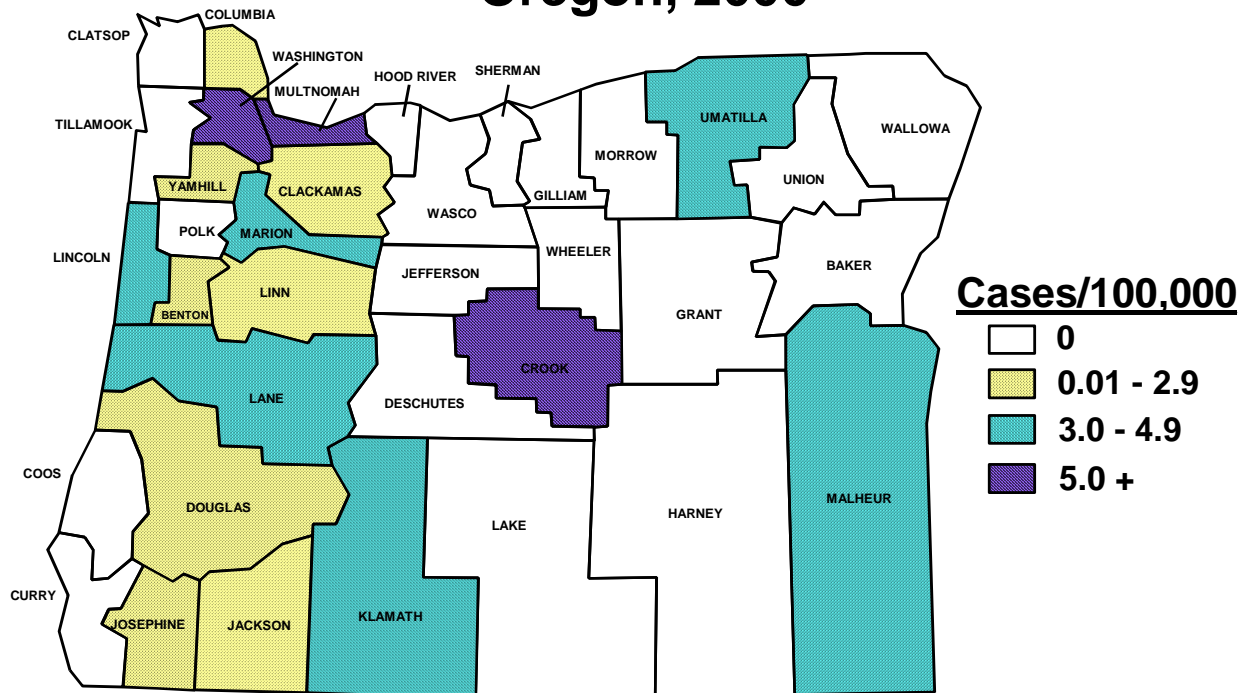 Oregon,
COLUMBIA
CLATSOP
WASHINGTON
HOOD RIVER
SHERMAN
MULTNOMAH
TILLAMOOK
UMATILLA
WALLOWA
MORROW
UNION
YAMHILL
CLACKAMAS
GILLIAM
WASCO
POLK
MARION
LINCOLN
WHEELER
JEFFERSON
BAKER
LINN
BENTON
GRANT
CROOK
LANE
DESCHUTES
Cases/100,000
0
0.01 - 2.9
3.0 - 4.9
5.0 +
COOS
DOUGLAS
LAKE
HARNEY
MALHEUR
CURRY
JOSEPHINE
JACKSON
KLAMATH